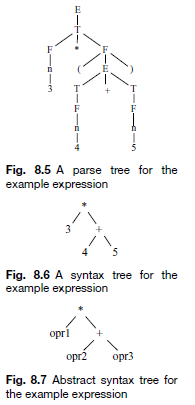 E
T
F * F
n ( E )
3 T + T
F F
n n
4 5
Fig. 8.5 A parse tree for the
example expression
*
3 +
4 5
Fig. 8.6 A syntax tree for the
example expression
*
opr1 +
opr2 opr3
Fig. 8.7 Abstract syntax tree for
the example expression